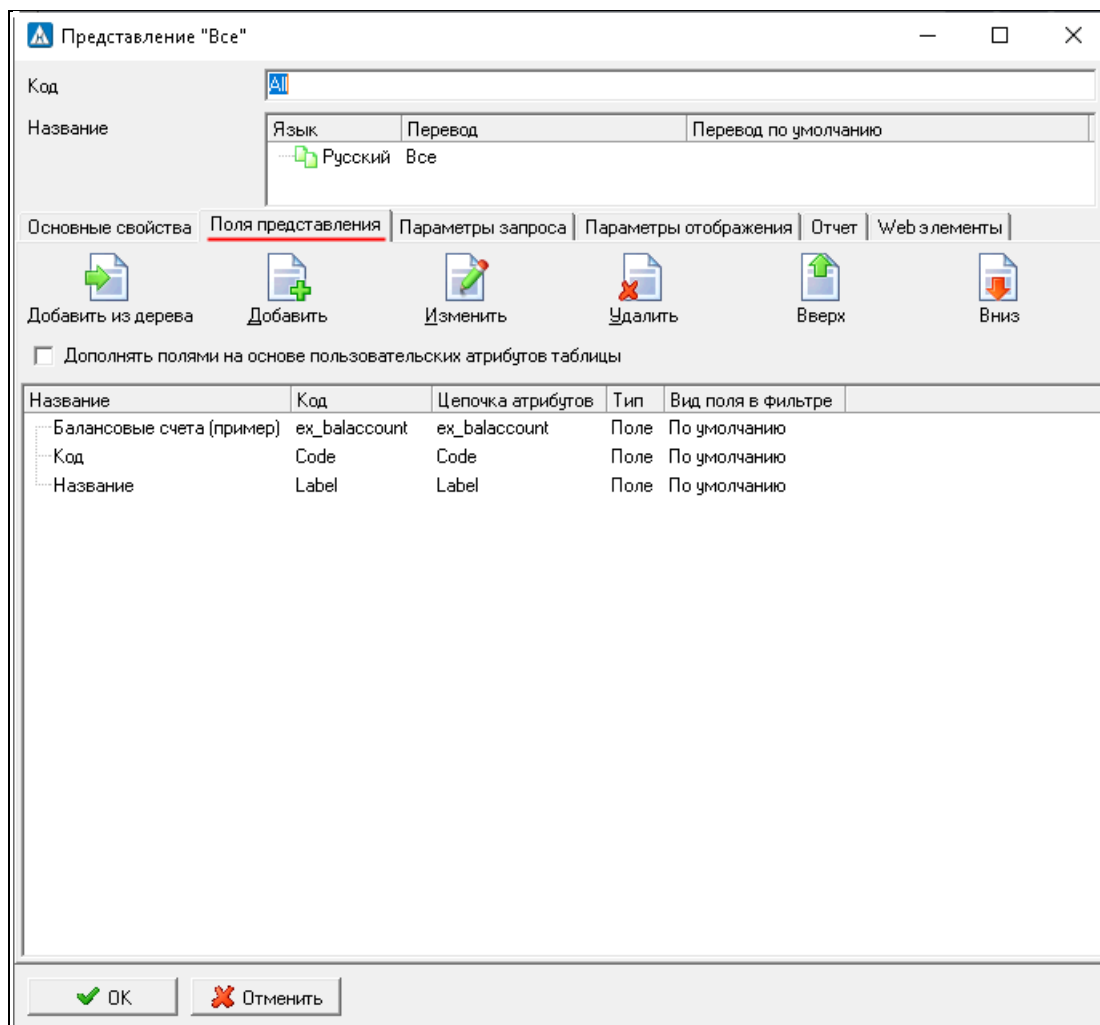 Представление "Все"
Код All
Название Язык Перевод Перевод по умолчанию
Русский Все
Основные свойства Поля представления Параметры запроса Параметры отображения Отчет Web элементы
Добавить из дерева Добавить Изменить Удалить Вверх Вниз
Дополнять полями на основе пользовательских атрибутов таблицы
Название Код Цепочка атрибутов Тип Вид поля в фильтре
Балансовые счета (пример) ex_balaccount ex_balaccount Поле По умолчанию
Код Code Code Поле По умолчанию
Название Label Label Поле По умолчанию
OK Отменить